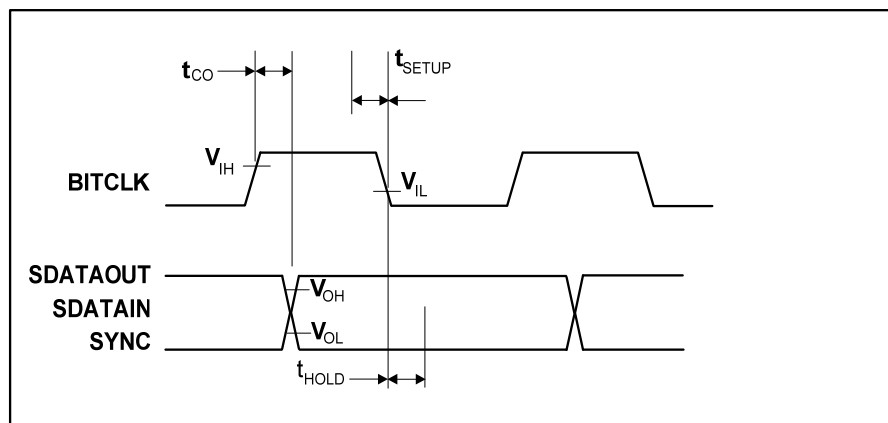 tCO
tSETUP
VIH
BITCLK
VIL
SDATAOUT
VOH
SDATAIN
VOL
SYNC
tHOLD